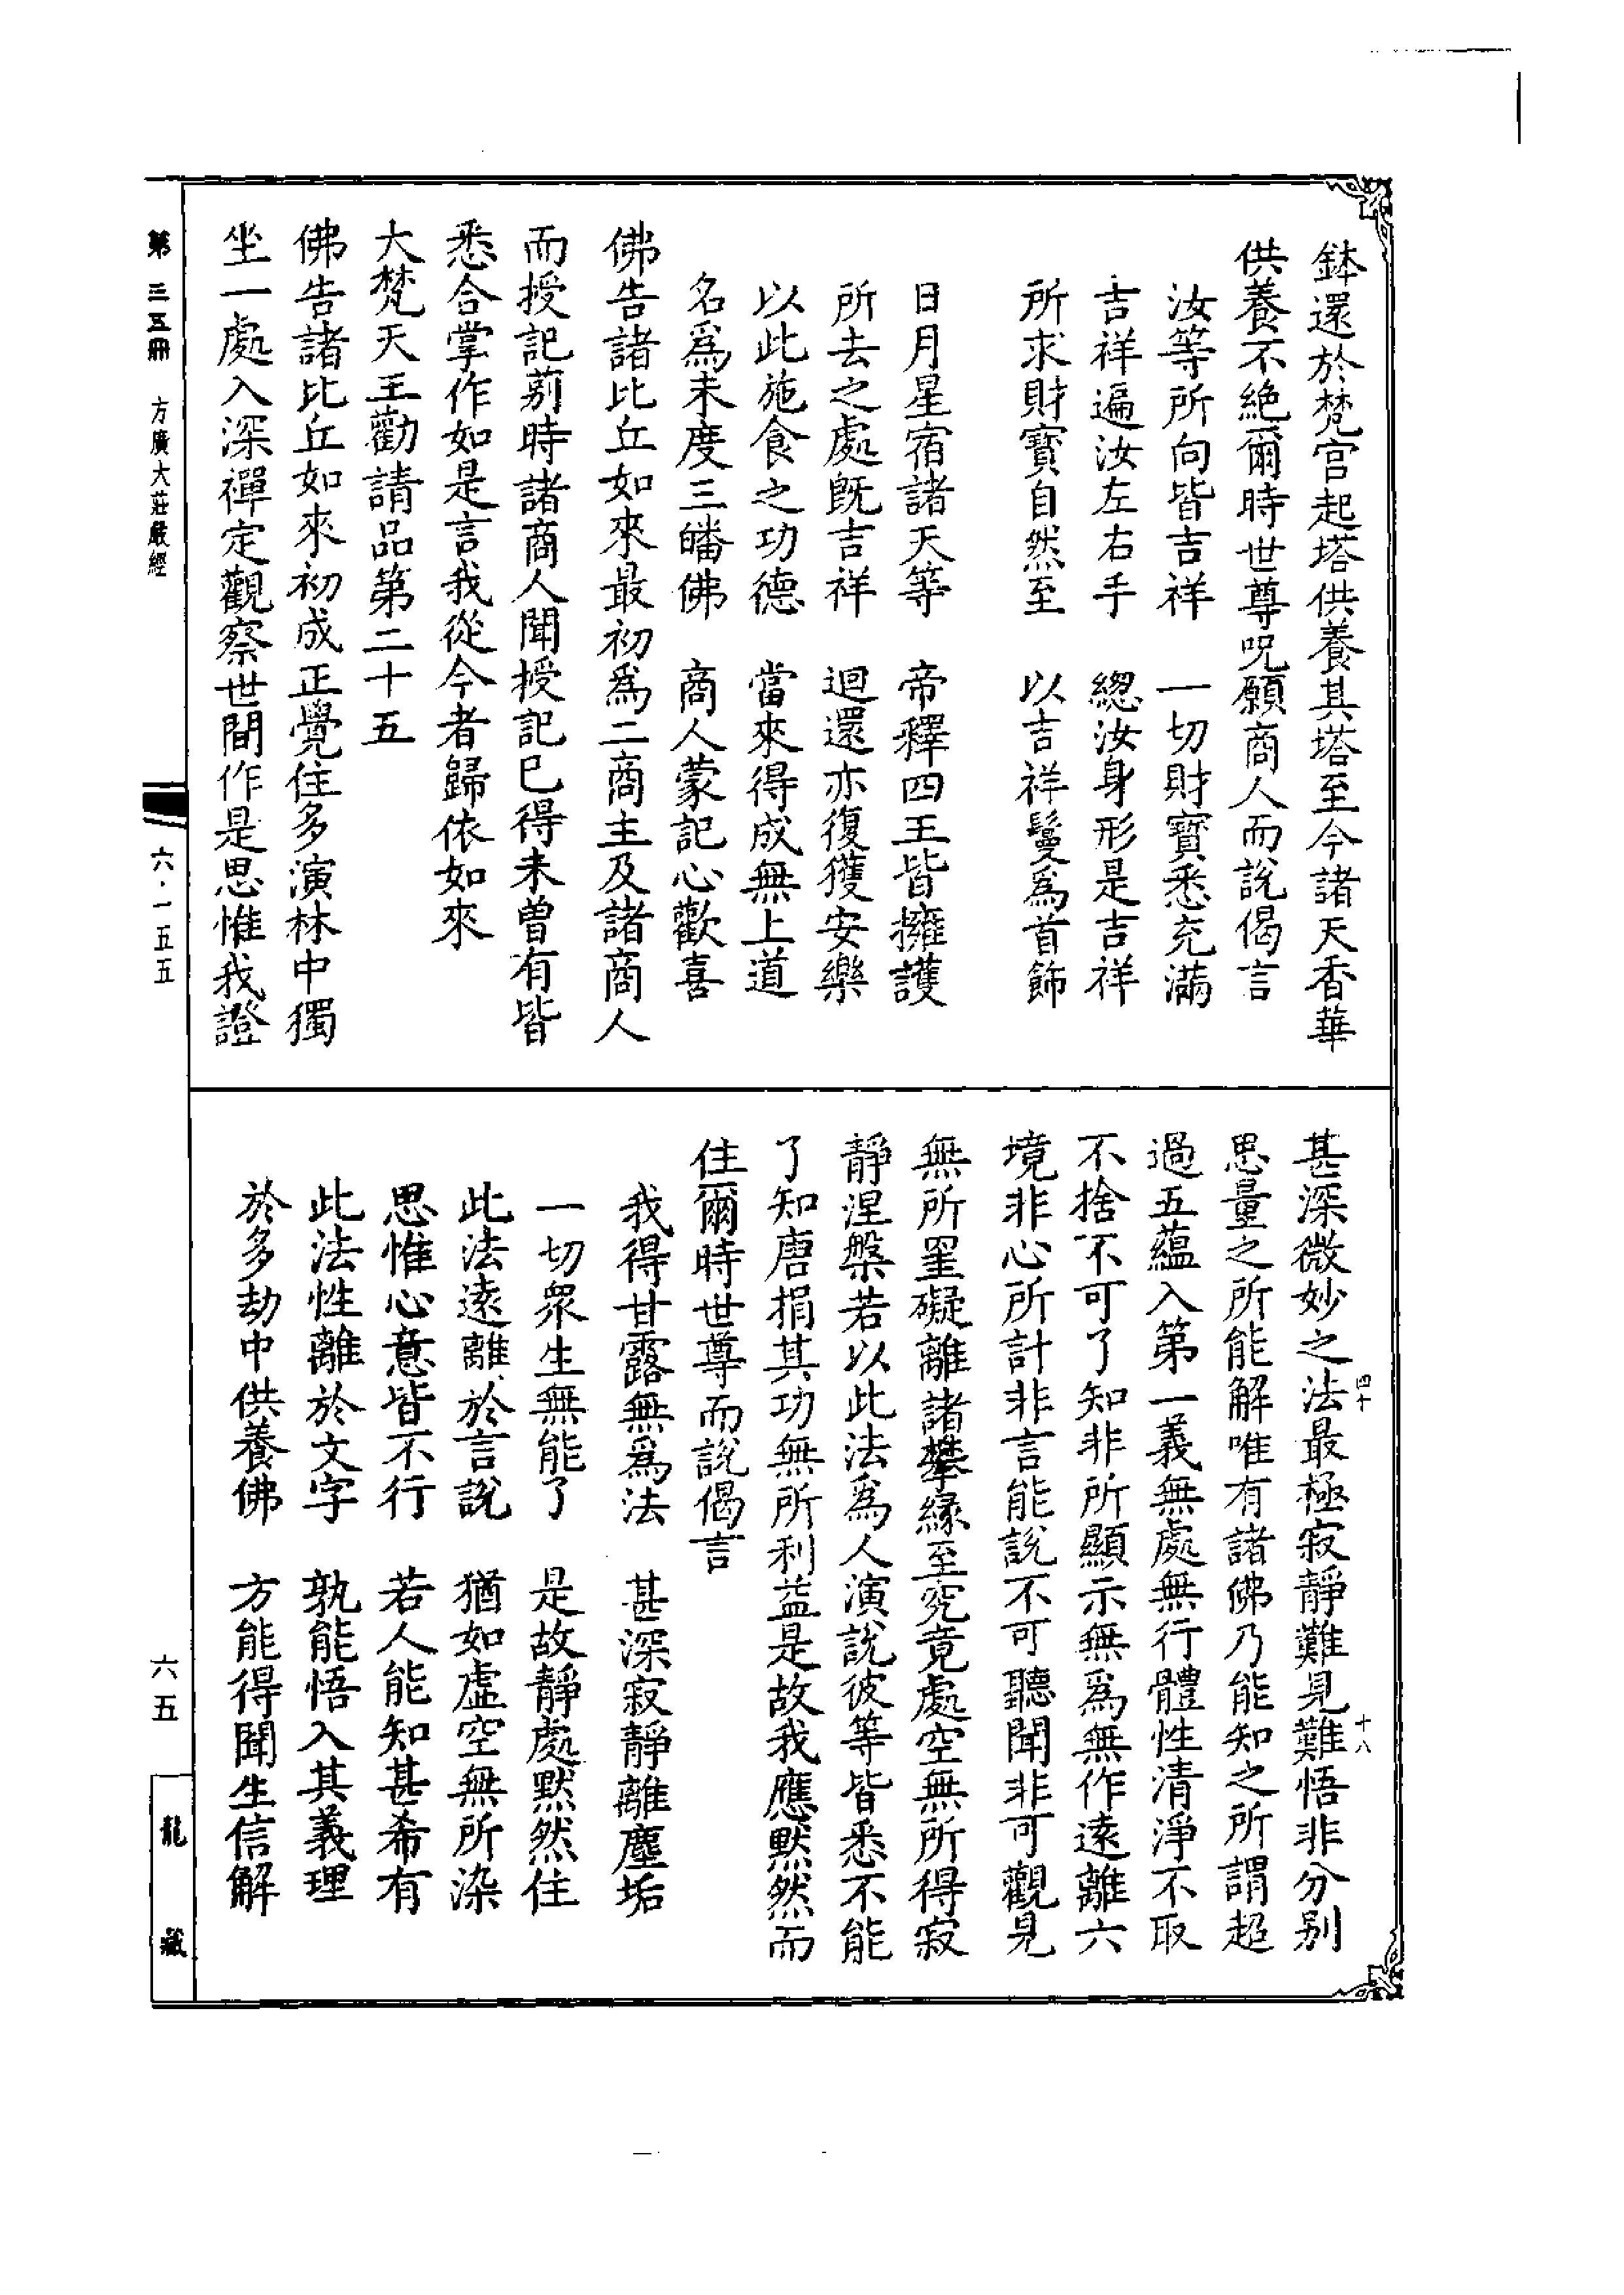 鉢還於梵宮起塔供養其塔至今諸天香華
供養不絕爾時世尊呪願商人而說偈言
汝等所向皆吉祥　一切財寶悉充滿
吉祥遍汝左右手　緫汝身形是吉祥
所求財寶自然至　以吉祥鬘爲首飾
日月星宿諸天等　帝釋四王皆擁護
所去之處旣吉祥　迴還亦復獲安樂
以此施食之功德　當來得成無上道
名爲末度三皤佛　商人蒙記心歡喜
佛告諸比丘如來最初爲二商主及諸商人
而授記莂時諸商人聞授記已得未曾有皆
悉合掌作如是言我從今者歸依如來
大梵天王勸請品第二十五
佛告諸比丘如來初成正覺住多演林中獨
坐一處入深禪定觀察世間作是思惟我證
甚深微妙之法最極寂靜難見難悟非分別
思量之所能解唯有諸佛乃能知之所謂超
過五蘊入第一義無處無行體性清淨不取
不捨不可了知非所顯示無爲無作遠離六
境非心所計非言能說不可聽聞非可觀見
無所罣礙離諸攀緣至究竟處空無所得寂
靜涅槃若以此法爲人演說彼等皆悉不能
了知唐捐其功無所利益是故我應默然而
住爾時世尊而說偈言
我得甘露無爲法　甚深寂靜離塵垢
一切衆生無能了　是故靜處默然住
此法遠離於言說　猶如虛空無所染
思惟心意皆不行　若人能知甚希有
此法性離於文字　孰能悟入其義理
於多劫中供養佛　方能得聞生信解
四十
十八
第三五冊　方廣大莊嚴經
六·一五五
六五
龍藏